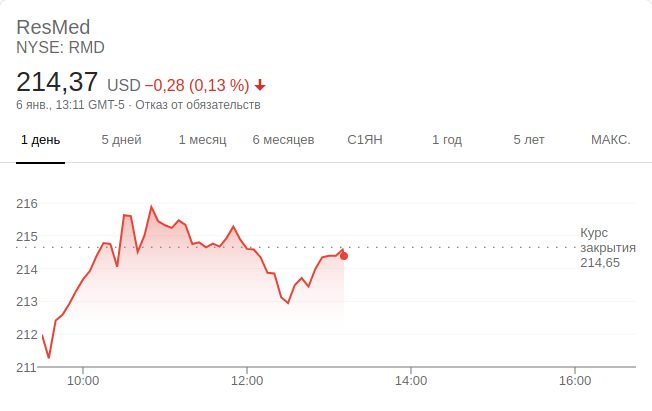 ResMed
NYSE: RMD
214,37 USD −0,28 (0,13 %)
6 янв., 13:11 GMT-5 · Отказ от обязательств
1 день 5 дней 1 месяц 6 месяцев С1ЯН 1 год 5 лет МАКС.
216
215
214
213
212
211
Курс
закрытия
214,65
10:00 12:00 14:00 16:00